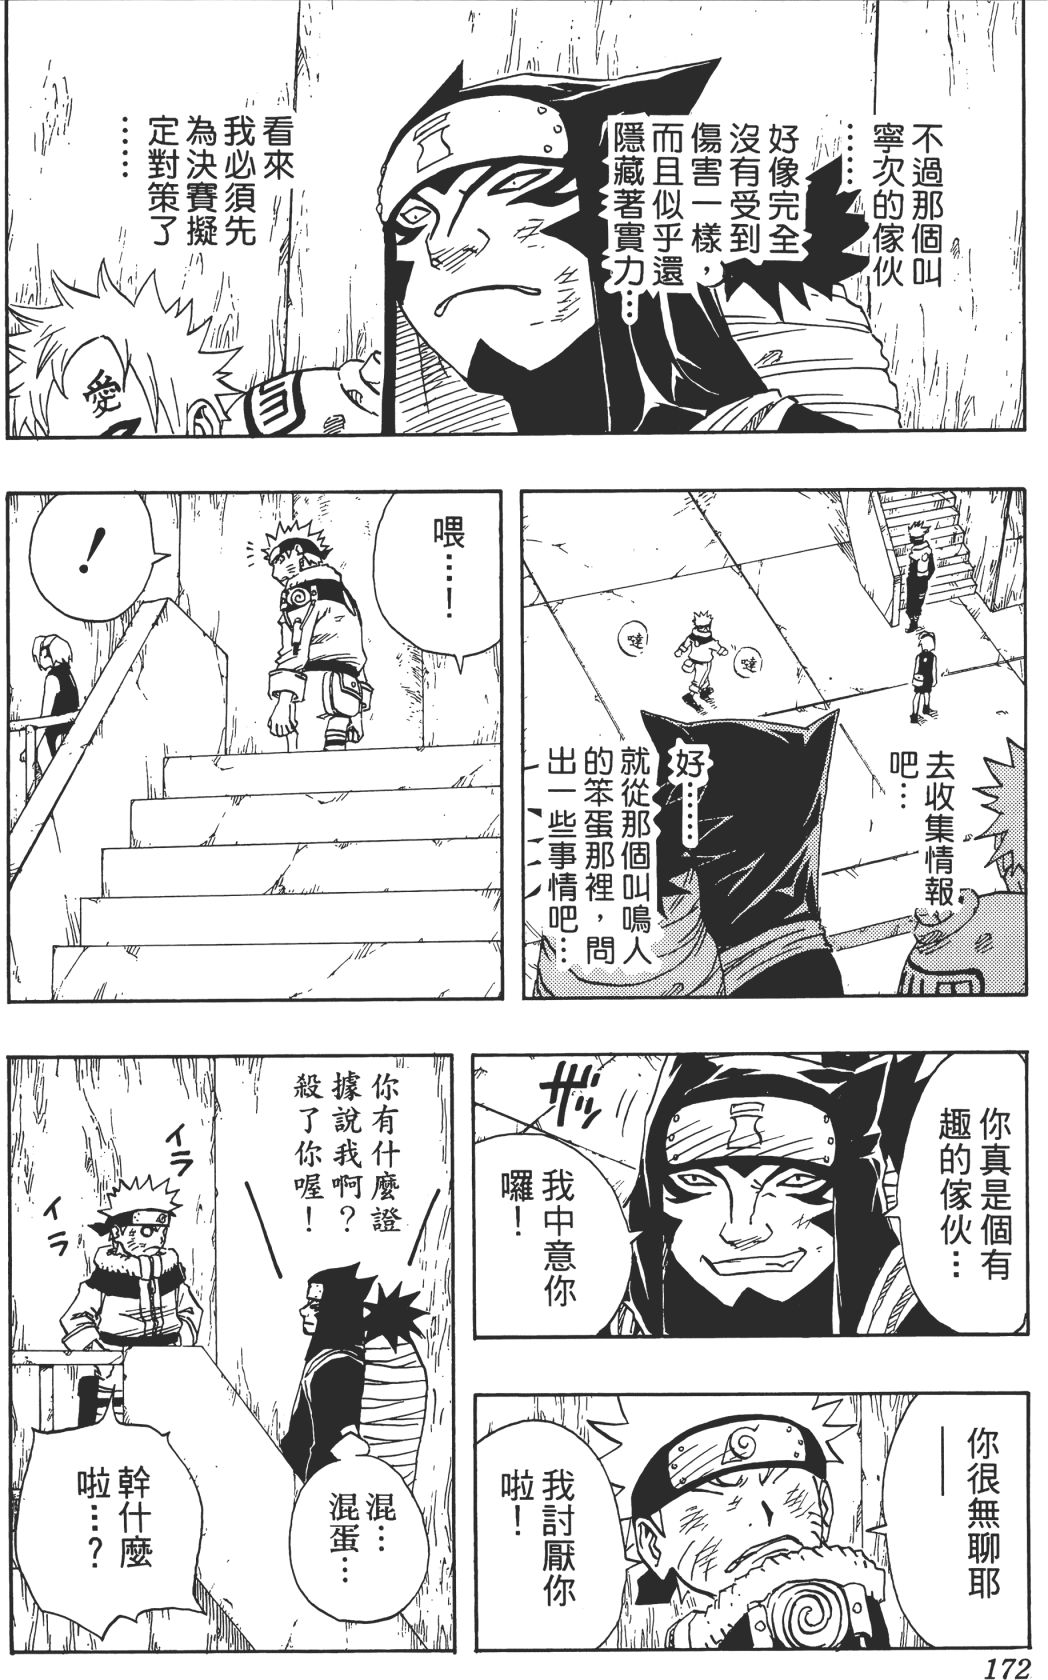 不過那個叫
寧次的傢伙
……
好像完全
沒有受到
傷害一樣，
而且似乎還
隱藏著實力…
看來
我必須先
為決賽擬
定對策了
……
愛
噠
噠
去收集情報
吧…
好……
就從那個叫鳴人
的笨蛋那裡，問
出一些事情吧…
喂…！
！
你真是個有
趣的傢伙…
我中意你
囉！
你很無聊耶
——
我討厭你
啦！
你有什麼證
據說我啊？
殺了你喔！
イラ
イラ
混…
混蛋…
幹什麼
啦…？
172